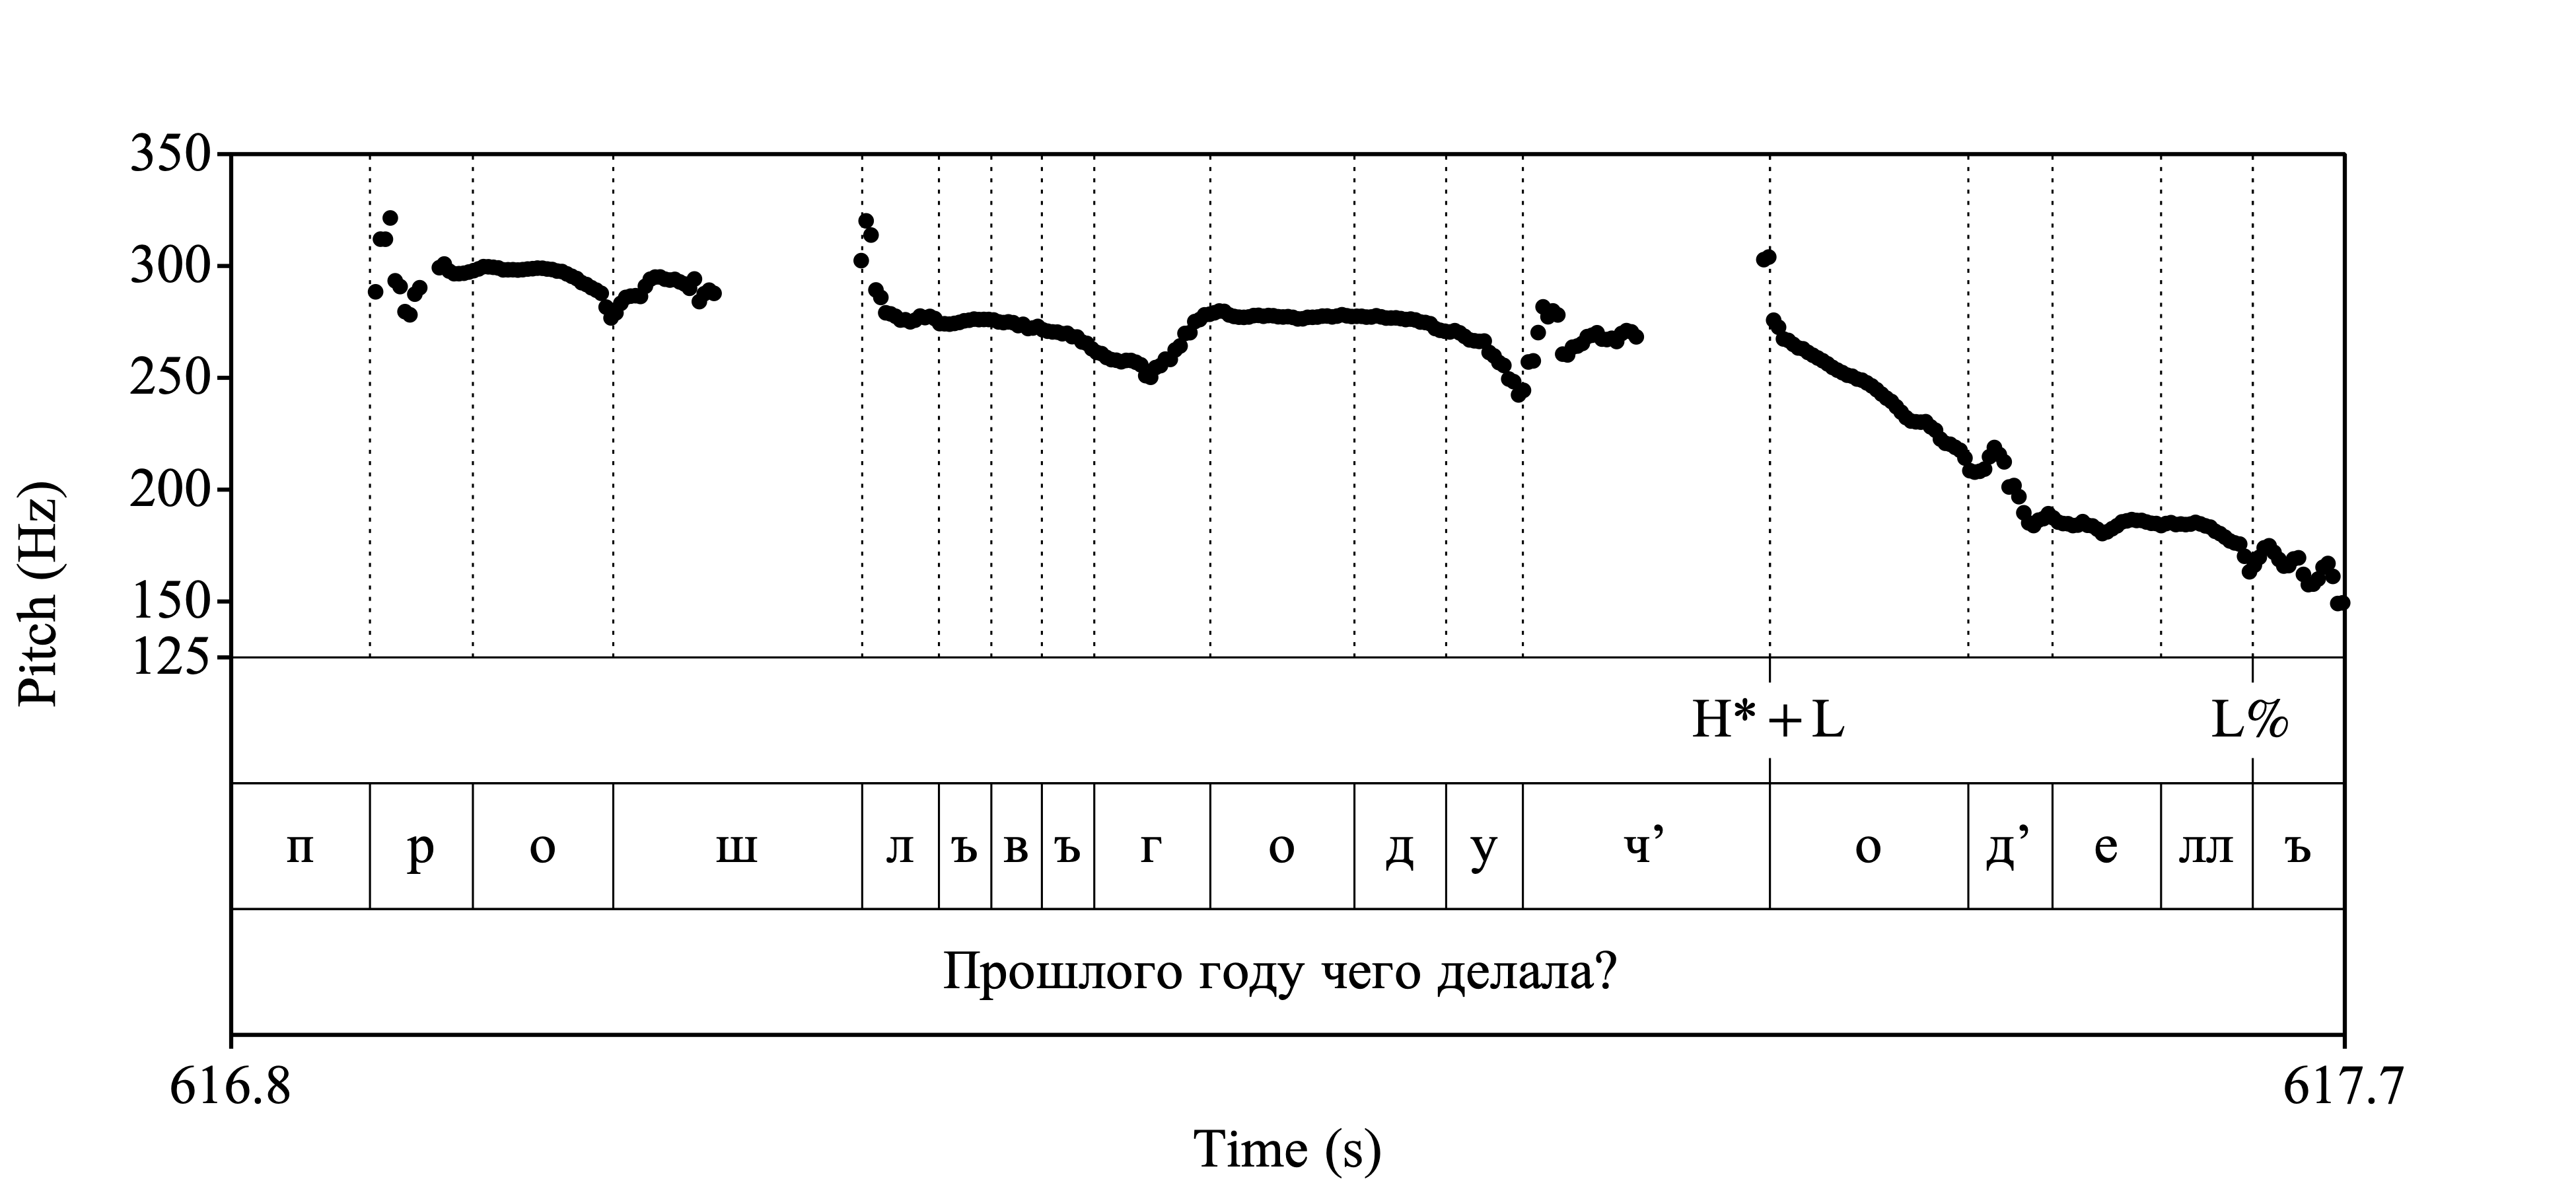 350
300
250
200
150
125
Pitch (Hz)
H* + L L%
п р о ш л ъ в ъ г о д у ч’ о д’ е лл ъ
Прошлого году чего делала?
616.8 617.7
Time (s)